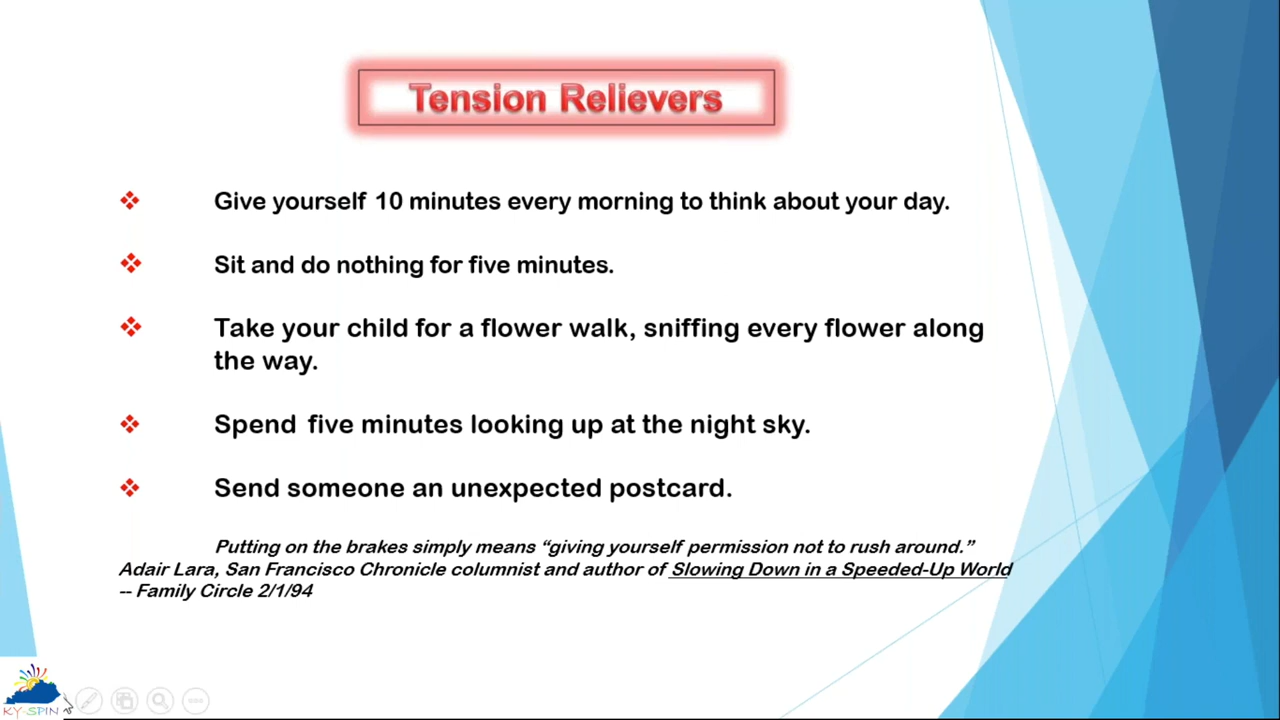 Tension Relievers
Give yourself 10 minutes every morning to think about your day.
Sit and do nothing for five minutes.
Take your child for a flower walk, sniffing every flower along
the way.
Spend five minutes looking up at the night sky.
Send someone an unexpected postcard.
Putting on the brakes simply means “giving yourself permission not to rush around.”
Adair Lara, San Francisco Chronicle columnist and author of Slowing Down in a Speeded-Up World
-- Family Circle 2/1/94
KY-SPIN